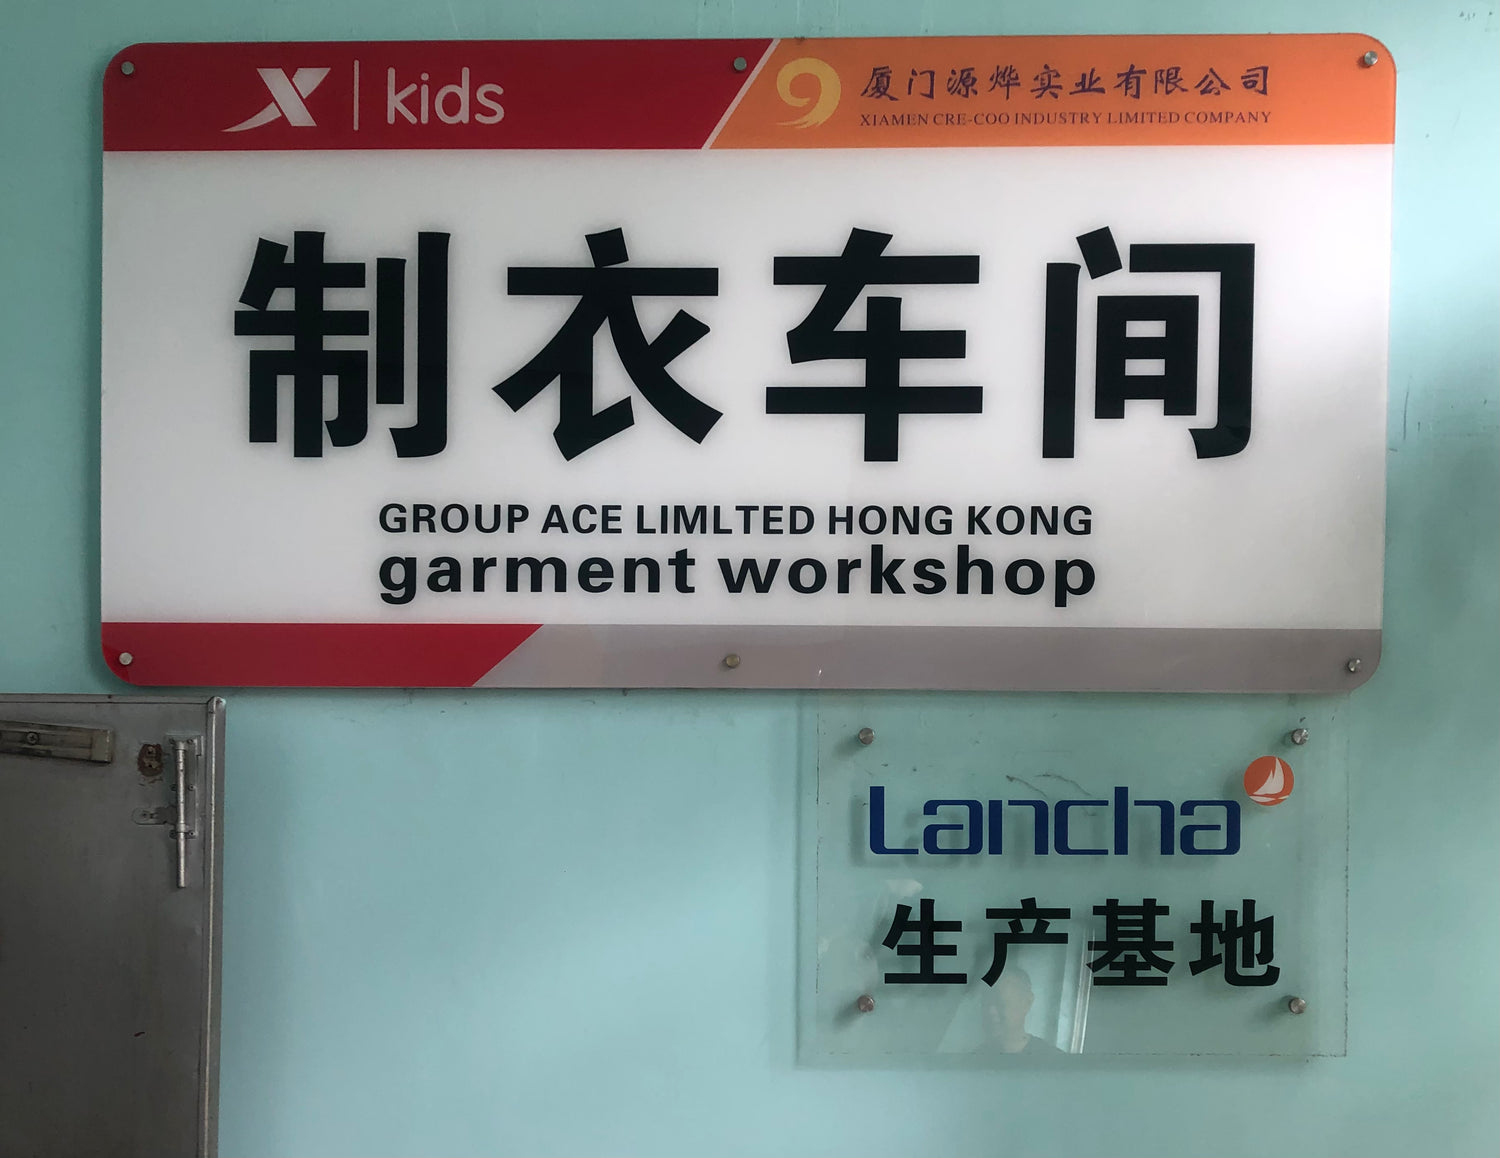 X kids
厦门源烨实业有限公司
XIAMEN CRE-COO INDUSTRY LIMITED COMPANY
制衣车间
GROUP ACE LIMLTED HONG KONG
garment workshop
Lancha
生产基地